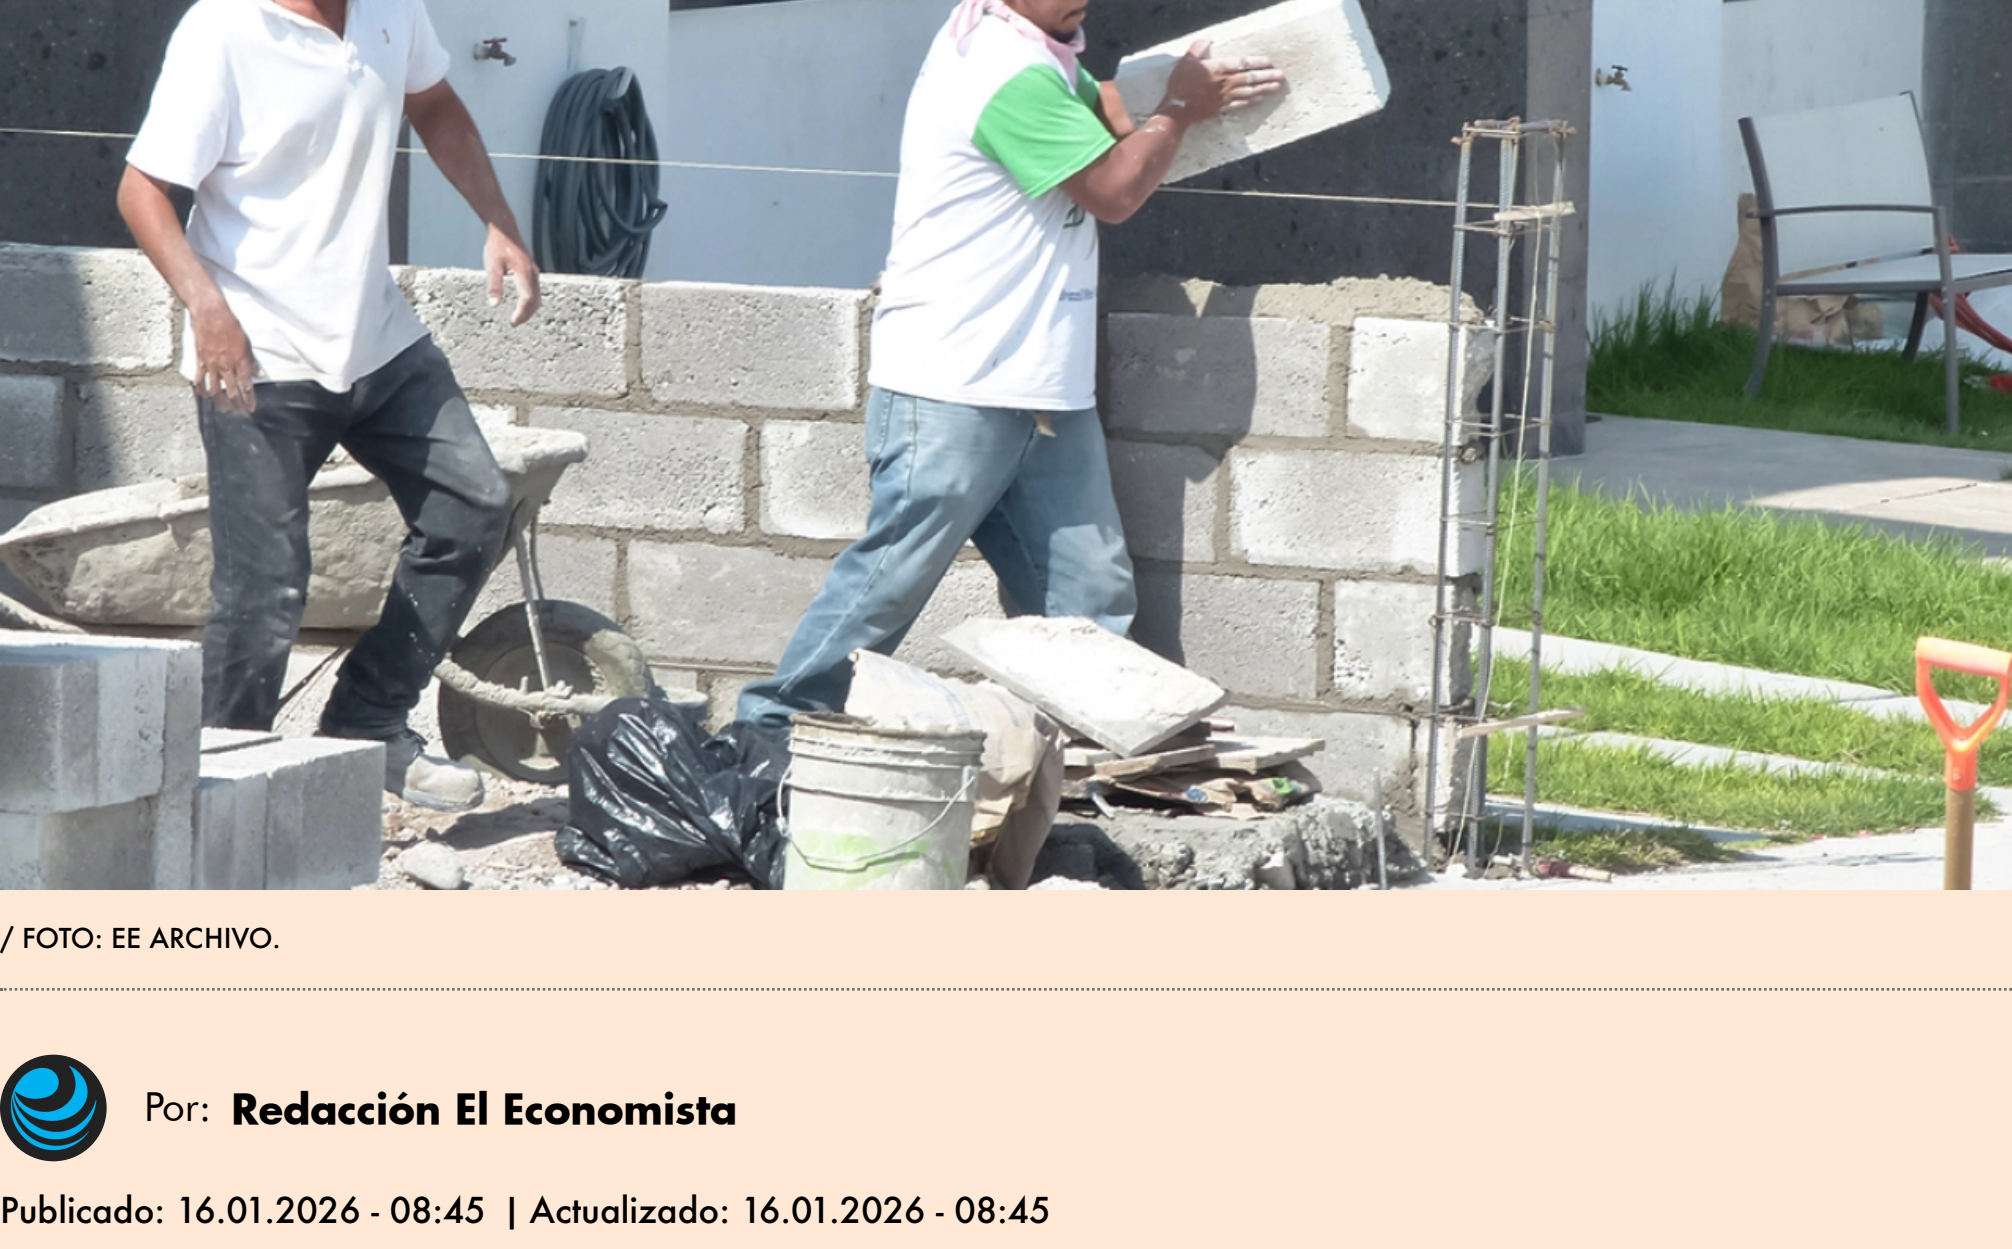 / FOTO: EE ARCHIVO.
Por: Redacción El Economista
Publicado: 16.01.2026 - 08:45 | Actualizado: 16.01.2026 - 08:45